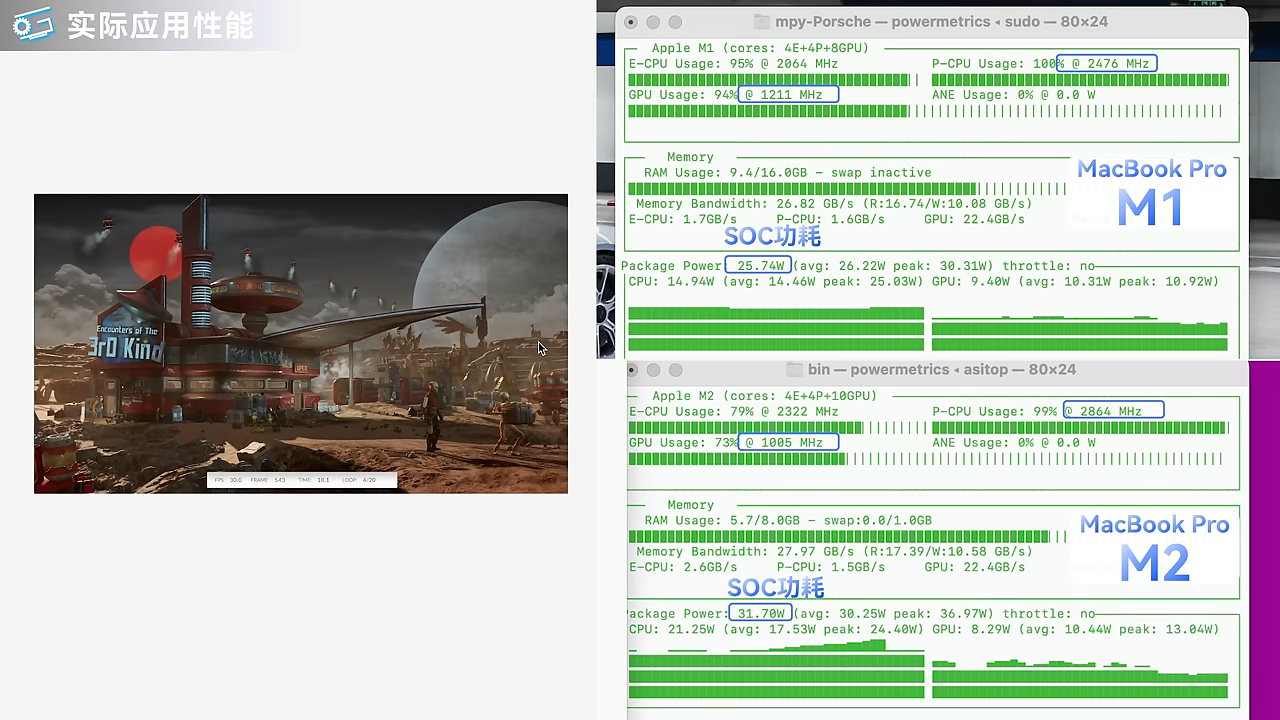 实际应用性能
Encounters of The
3rd Kind
FPS: 30.0 FRAME: 543 TIME: 18.1 LOOP: 4/20
mpy-Porsche — powermetrics ◂ sudo — 80×24
Apple M1 (cores: 4E+4P+8GPU)
E-CPU Usage: 95% @ 2064 MHz
P-CPU Usage: 100% @ 2476 MHz
GPU Usage: 94% @ 1211 MHz
ANE Usage: 0% @ 0.0 W
Memory
RAM Usage: 9.4/16.0GB - swap inactive
Memory Bandwidth: 26.82 GB/s (R:16.74/W:10.08 GB/s)
E-CPU: 1.7GB/s P-CPU: 1.6GB/s GPU: 22.4GB/s
MacBook Pro
M1
SOC功耗
Package Power: 25.74W (avg: 26.22W peak: 30.31W) throttle: no
CPU: 14.94W (avg: 14.46W peak: 25.03W) GPU: 9.40W (avg: 10.31W peak: 10.92W)
bin — powermetrics ◂ asitop — 80×24
Apple M2 (cores: 4E+4P+10GPU)
E-CPU Usage: 79% @ 2322 MHz
P-CPU Usage: 99% @ 2864 MHz
GPU Usage: 73% @ 1005 MHz
ANE Usage: 0% @ 0.0 W
Memory
RAM Usage: 5.7/8.0GB - swap:0.0/1.0GB
Memory Bandwidth: 27.97 GB/s (R:17.39/W:10.58 GB/s)
E-CPU: 2.6GB/s P-CPU: 1.5GB/s GPU: 22.4GB/s
MacBook Pro
M2
SOC功耗
Package Power: 31.70W (avg: 30.25W peak: 36.97W) throttle: no
CPU: 21.25W (avg: 17.53W peak: 24.40W) GPU: 8.29W (avg: 10.44W peak: 13.04W)